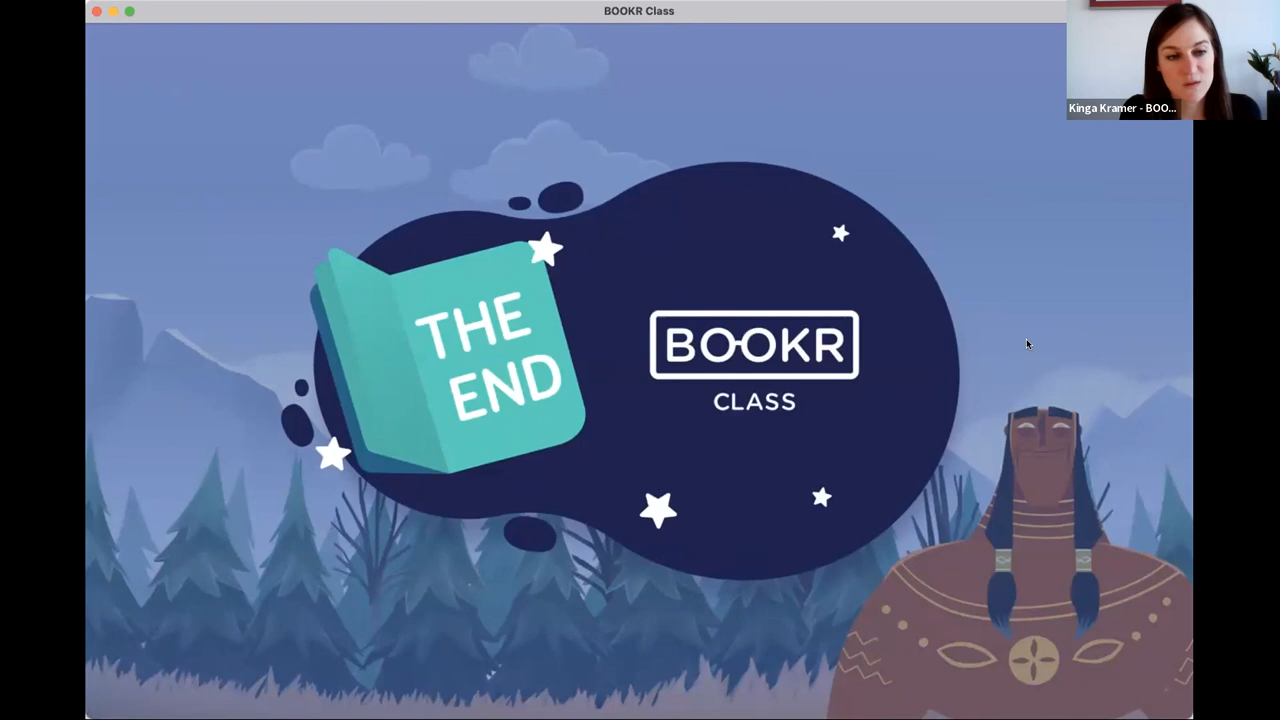 BOOKR Class
Kinga Kramer - BOO...
THE
END
BOOKR
CLASS